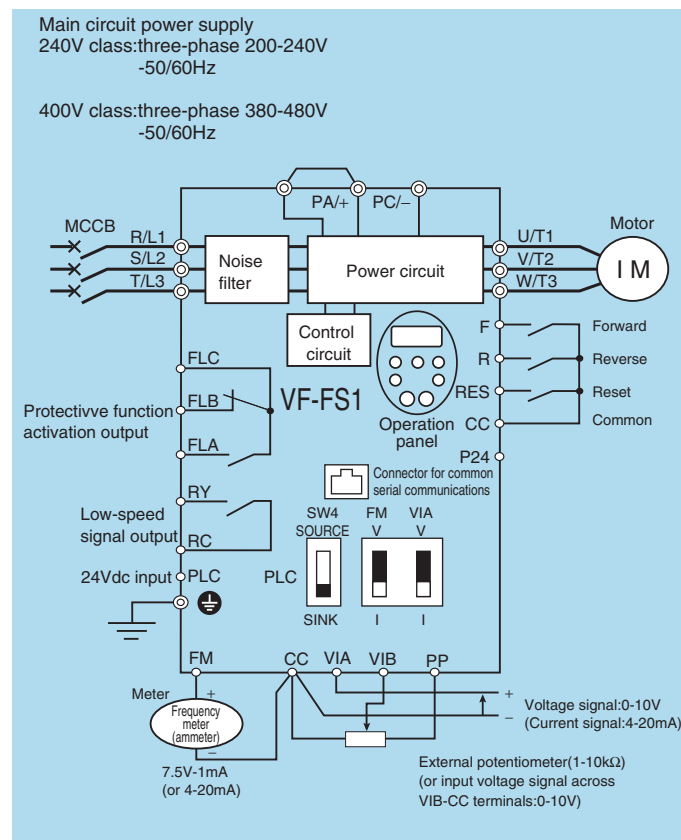 Main circuit power supply
240V class:three-phase 200-240V
-50/60Hz
400V class:three-phase 380-480V
-50/60Hz
PA/+ PC/−
MCCB
R/L1
S/L2
T/L3
Noise
filter
Power circuit
U/T1
V/T2
W/T3
Motor
I M
Control
circuit
F
Forward
R
Reverse
RES
Reset
CC
Common
P24
FLC
FLB
FLA
Protectivve function
activation output
VF-FS1
Operation
panel
Connector for common
serial communications
RY
RC
Low-speed
signal output
SW4 FM VIA
SOURCE V V
PLC
SINK I I
24Vdc input
PLC
FM CC VIA VIB PP
Meter
+
Frequency
meter
(ammeter)
−
7.5V-1mA
(or 4-20mA)
+
−
Voltage signal:0-10V
(Current signal:4-20mA)
External potentiometer(1-10kΩ)
(or input voltage signal across
VIB-CC terminals:0-10V)